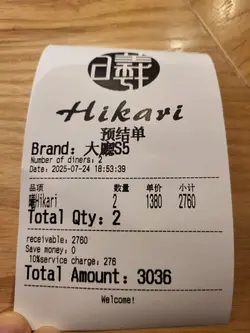 Hikari
预结单
Brand: 大廳S5
Number of diners: 2
Date: 2025-07-24 18:53:39
品项 数量 单价 小计
Hikari 2 1380 2760
Total Qty: 2
receivable: 2760
Save money: 0
10%service charge: 276
Total Amount: 3036
Welcome!